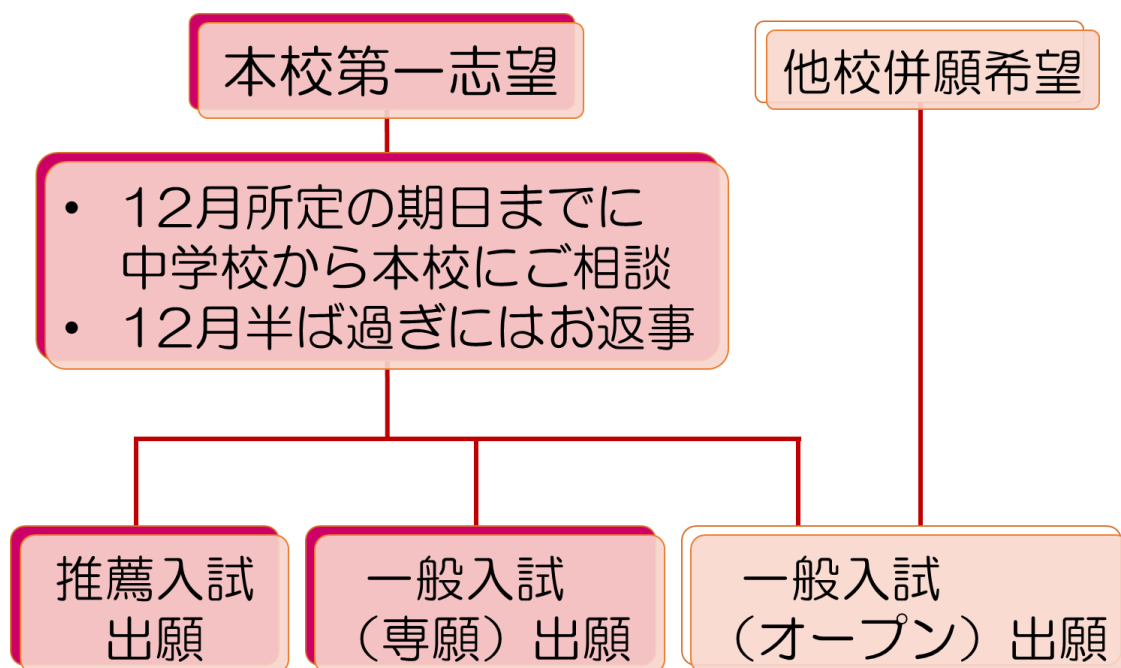 本校第一志望
他校併願希望
• 12月所定の期日までに
中学校から本校にご相談
• 12月半ば過ぎにはお返事
推薦入試
出願
一般入試
（専願）出願
一般入試
（オープン）出願